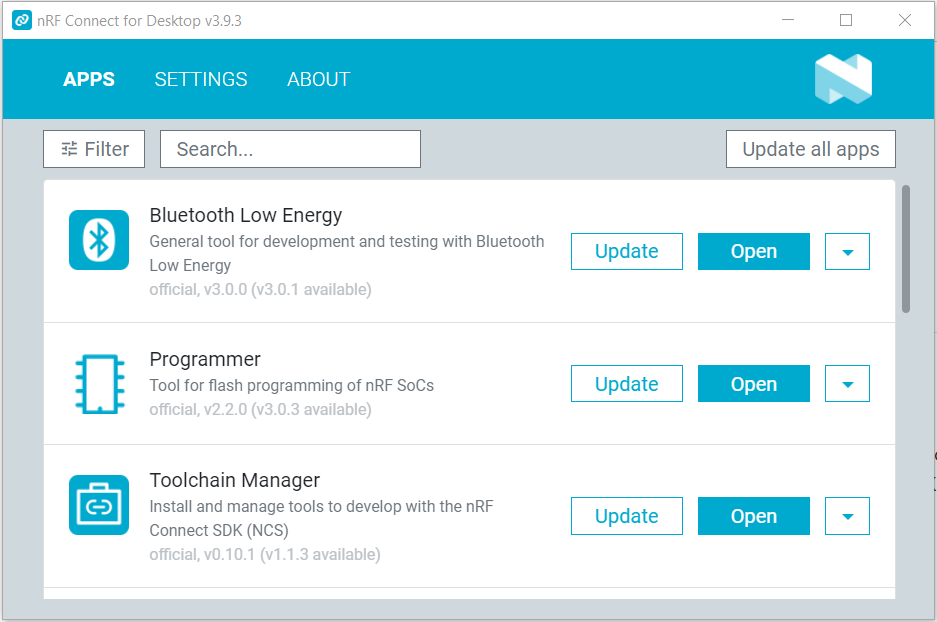 nRF Connect for Desktop v3.9.3
APPS SETTINGS ABOUT
Filter Search... Update all apps
Bluetooth Low Energy
General tool for development and testing with Bluetooth
Low Energy
official, v3.0.0 (v3.0.1 available)
Update Open
Programmer
Tool for flash programming of nRF SoCs
official, v2.2.0 (v3.0.3 available)
Update Open
Toolchain Manager
Install and manage tools to develop with the nRF
Connect SDK (NCS)
official, v0.10.1 (v1.1.3 available)
Update Open